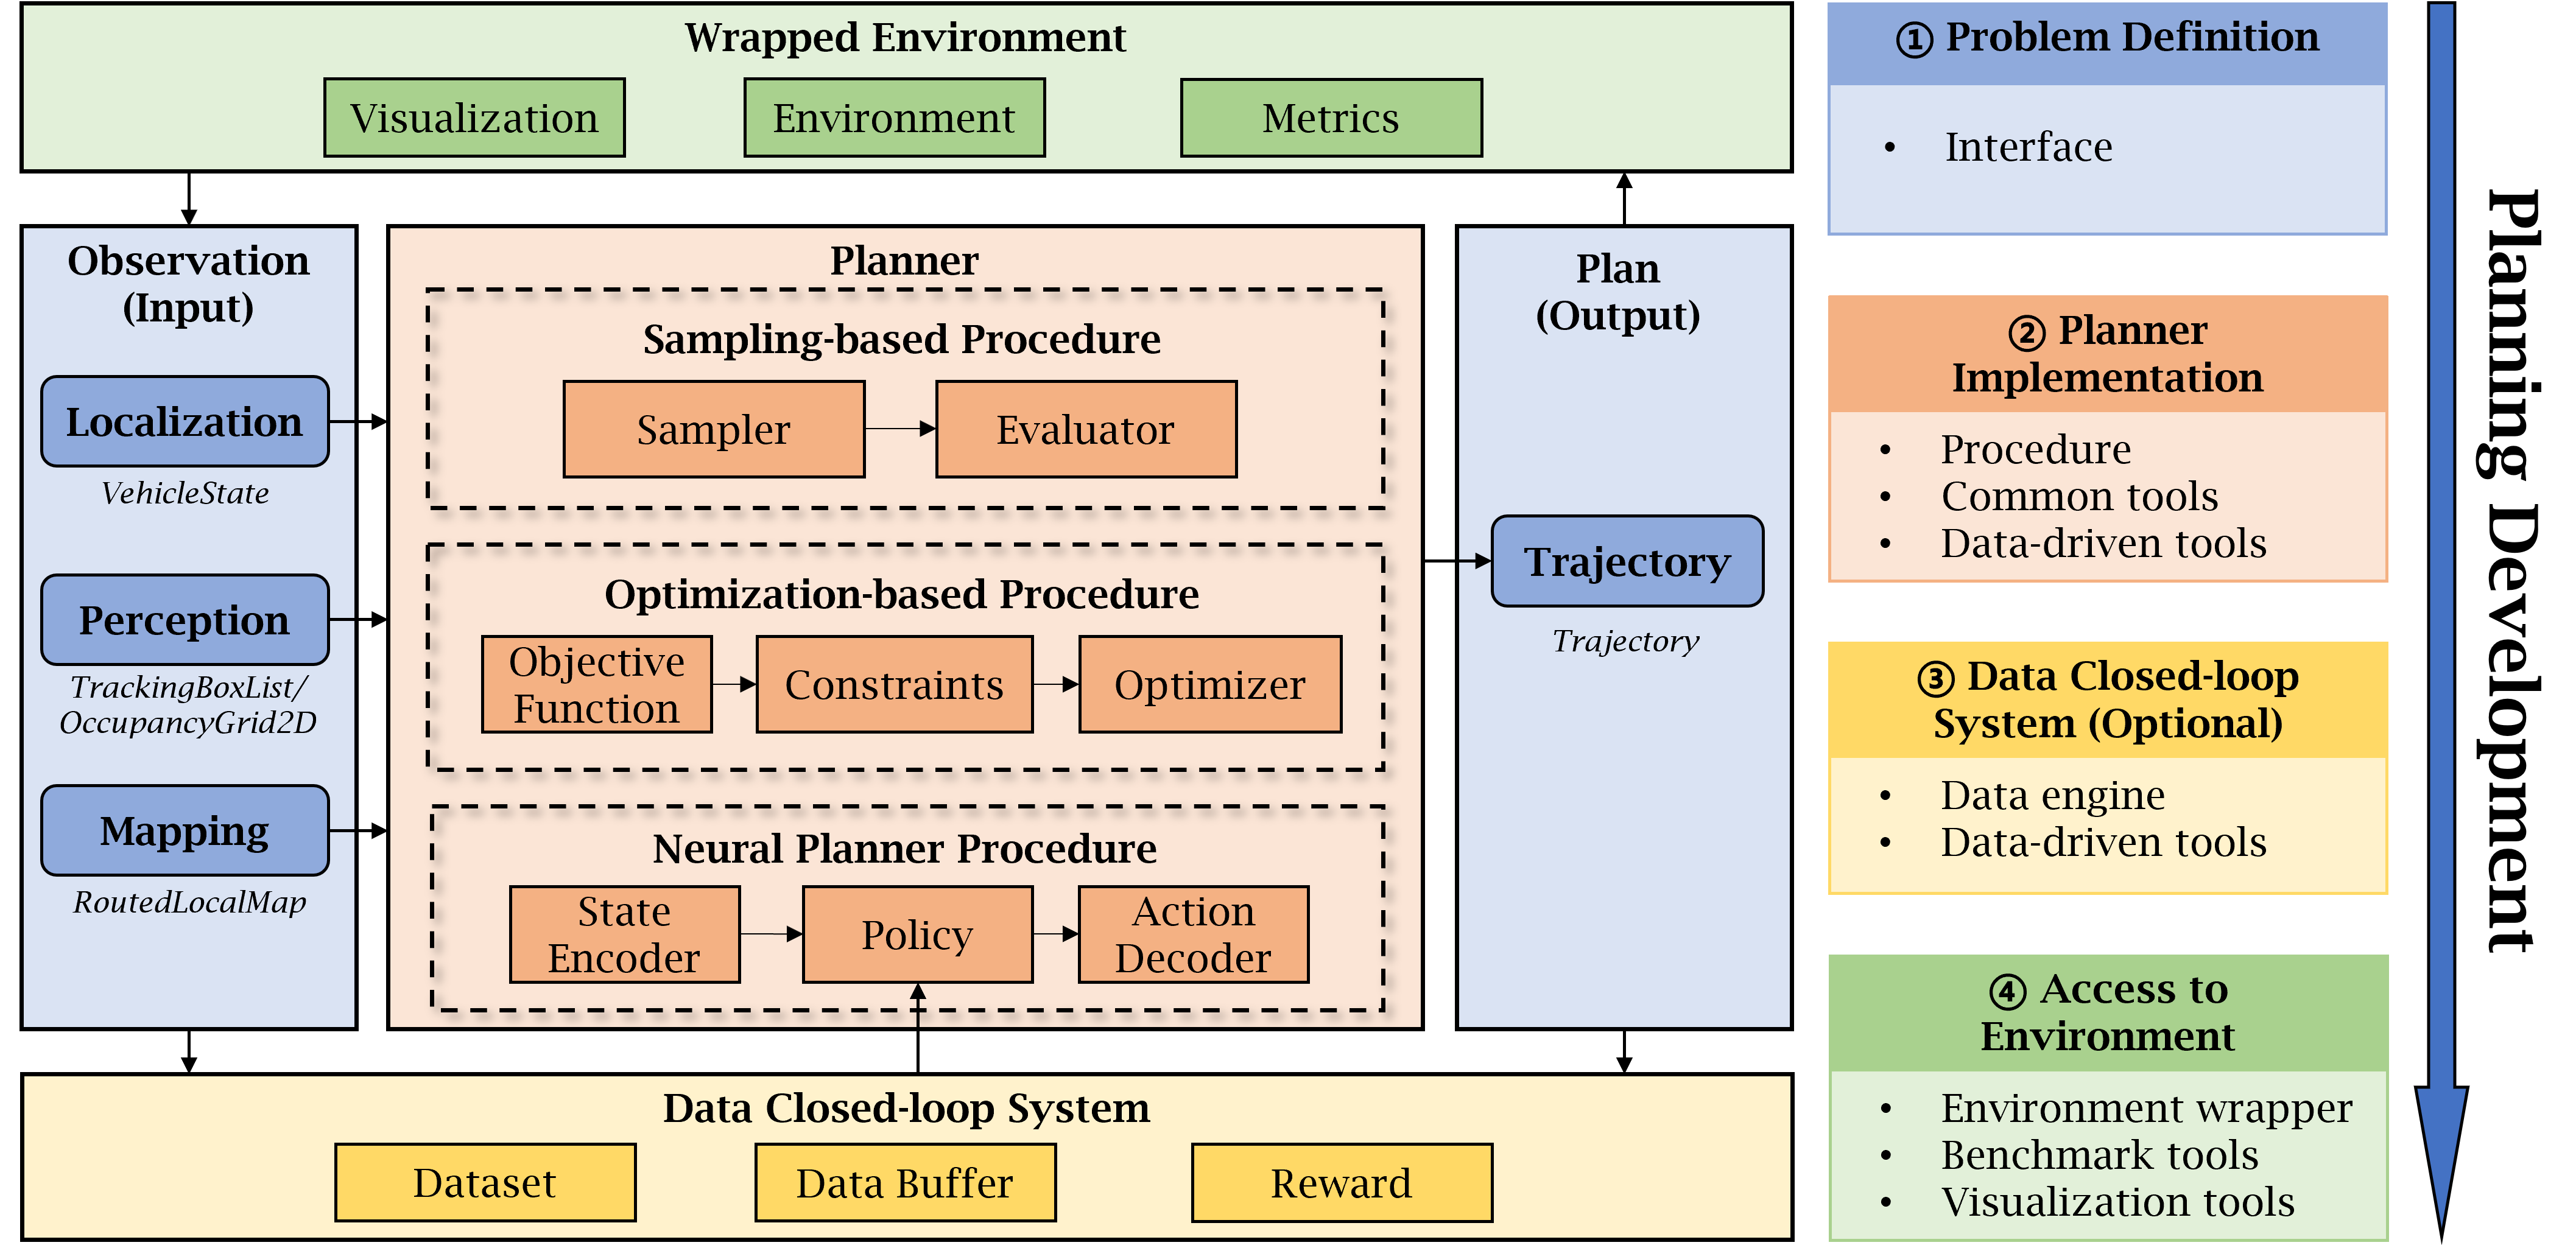 Wrapped Environment
Visualization
Environment
Metrics
Observation
(Input)
Localization
VehicleState
Perception
TrackingBoxList/
OccupancyGrid2D
Mapping
RoutedLocalMap
Planner
Sampling-based Procedure
Sampler
Evaluator
Optimization-based Procedure
Objective
Function
Constraints
Optimizer
Neural Planner Procedure
State
Encoder
Policy
Action
Decoder
Plan
(Output)
Trajectory
Trajectory
Data Closed-loop System
Dataset
Data Buffer
Reward
① Problem Definition
• Interface
② Planner
Implementation
• Procedure
• Common tools
• Data-driven tools
③ Data Closed-loop
System (Optional)
• Data engine
• Data-driven tools
④ Access to
Environment
• Environment wrapper
• Benchmark tools
• Visualization tools
Planning Development